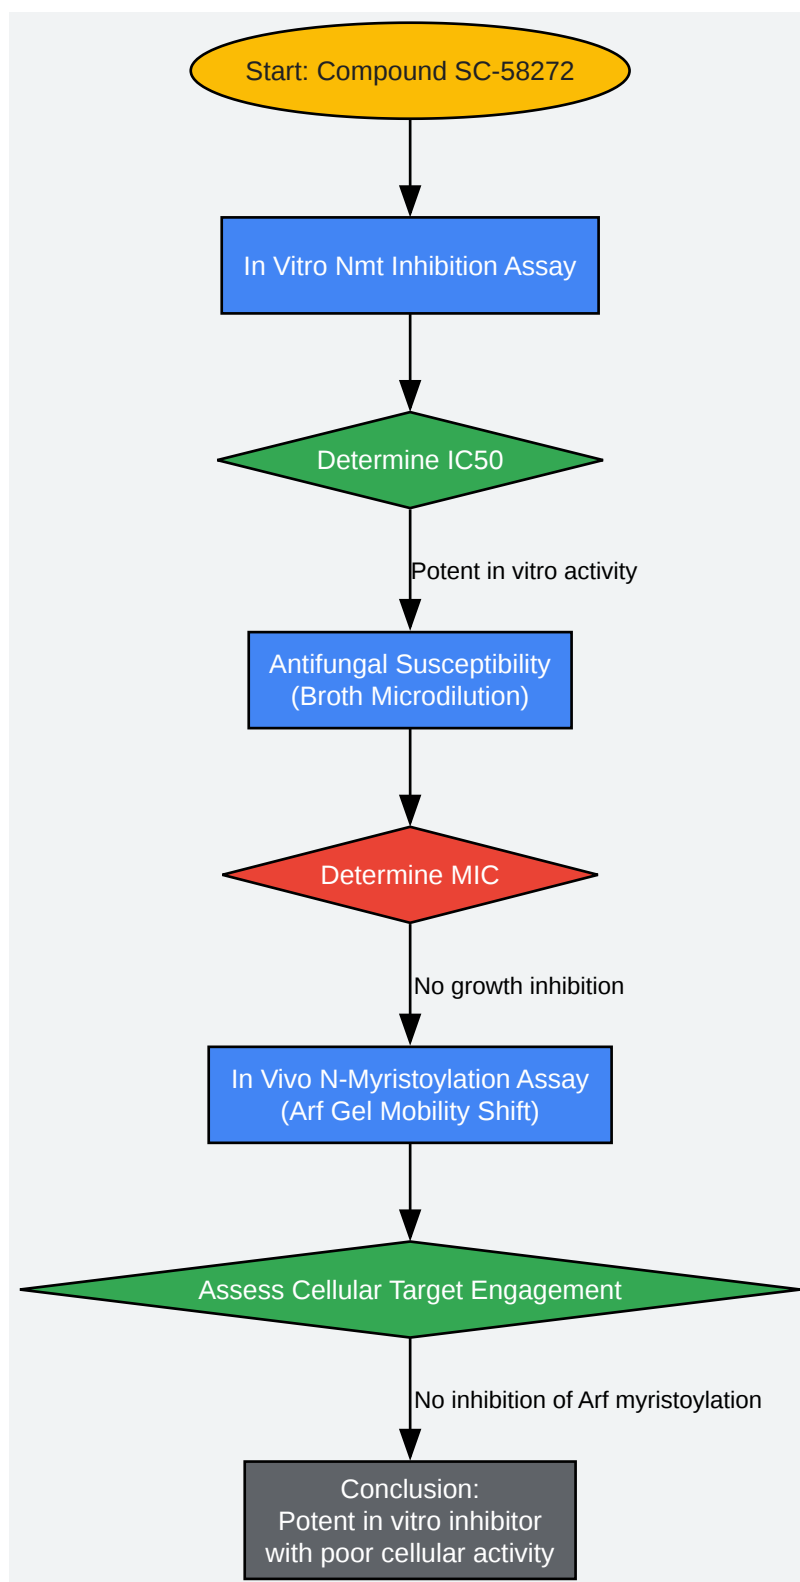 Start: Compound SC-58272
In Vitro Nmt Inhibition Assay
Determine IC50
Potent in vitro activity
Antifungal Susceptibility
(Broth Microdilution)
Determine MIC
No growth inhibition
In Vivo N-Myristoylation Assay
(Arf Gel Mobility Shift)
Assess Cellular Target Engagement
No inhibition of Arf myristoylation
Conclusion:
Potent in vitro inhibitor
with poor cellular activity